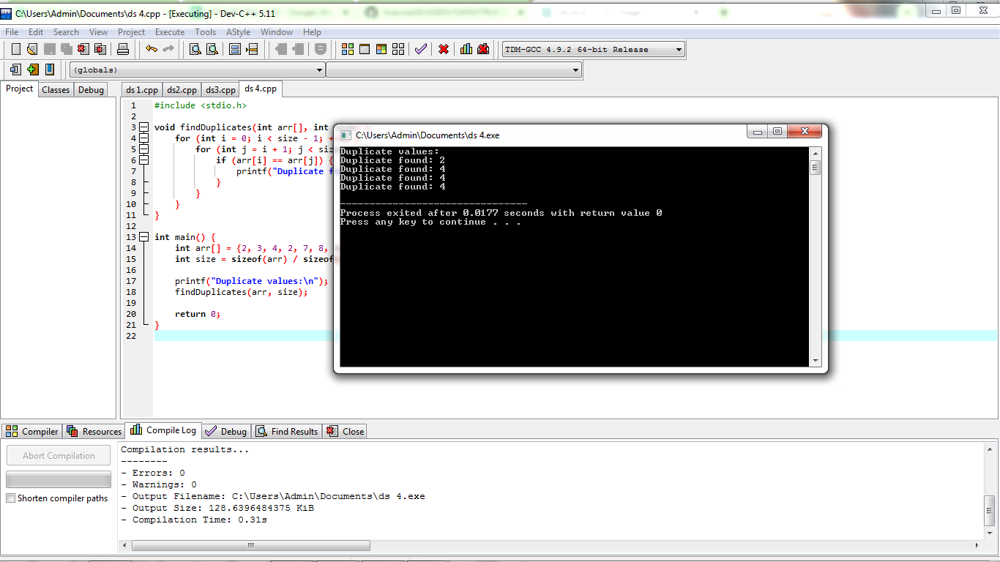 C:\Users\Admin\Documents\ds 4.cpp - [Executing] - Dev-C++ 5.11
File Edit Search View Project Execute Tools AStyle Window Help
TDM-GCC 4.9.2 64-bit Release
(globals)
Project Classes Debug
ds 1.cpp ds2.cpp ds3.cpp ds 4.cpp
1 #include <stdio.h>
2
3 void findDuplicates(int arr[], int
4 for (int i = 0; i < size - 1;
5 for (int j = i + 1; j <
6 if (arr[i] == arr[j]) {
7 printf("Duplicate
8 }
9 }
10 }
11 }
12
13 int main() {
14 int arr[] = {2, 3, 4, 2, 7, 8,
15 int size = sizeof(arr) / sizeof
16
17 printf("Duplicate values:\n");
18 findDuplicates(arr, size);
19
20 return 0;
21 }
22
C:\Users\Admin\Documents\ds 4.exe
Duplicate values:
Duplicate found: 2
Duplicate found: 4
Duplicate found: 4
Duplicate found: 4
--------------------------------
Process exited after 0.0177 seconds with return value 0
Press any key to continue . . .
Compiler Resources Compile Log Debug Find Results Close
Abort Compilation
Shorten compiler paths
Compilation results...
--------
- Errors: 0
- Warnings: 0
- Output Filename: C:\Users\Admin\Documents\ds 4.exe
- Output Size: 128.6396484375 KiB
- Compilation Time: 0.31s